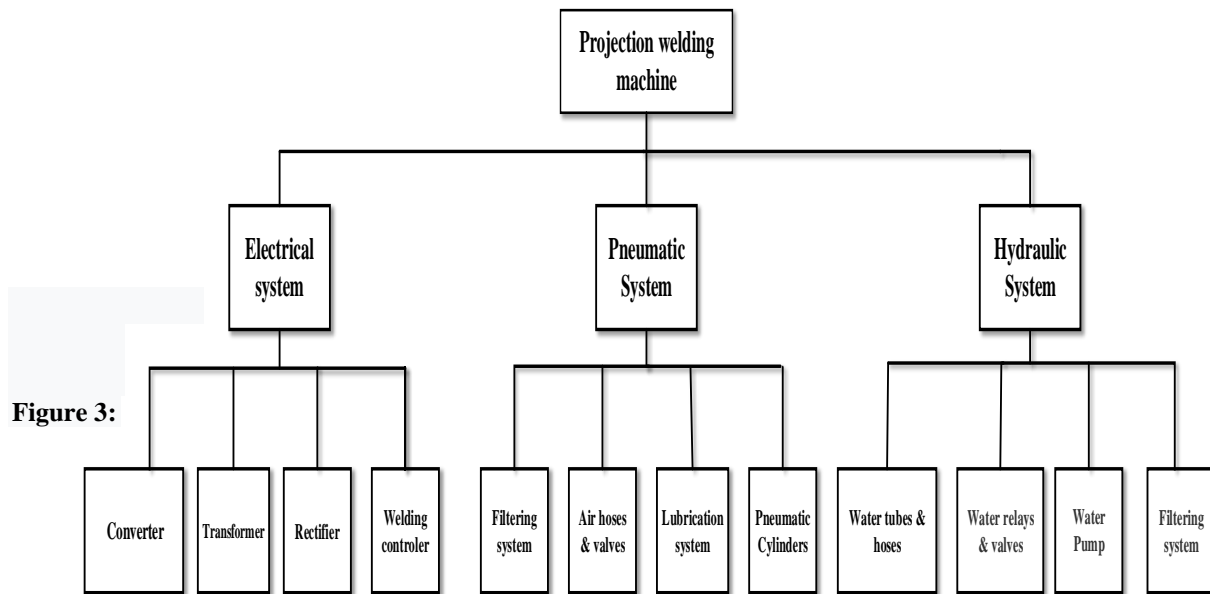 Projection welding
machine
Electrical
system
Pneumatic
System
Hydraulic
System
Figure 3:
Converter
Transformer
Rectifier
Welding
controler
Filtering
system
Air hoses
& valves
Lubrication
system
Pneumatic
Cylinders
Water tubes &
hoses
Water relays
& valves
Water
Pump
Filtering
system